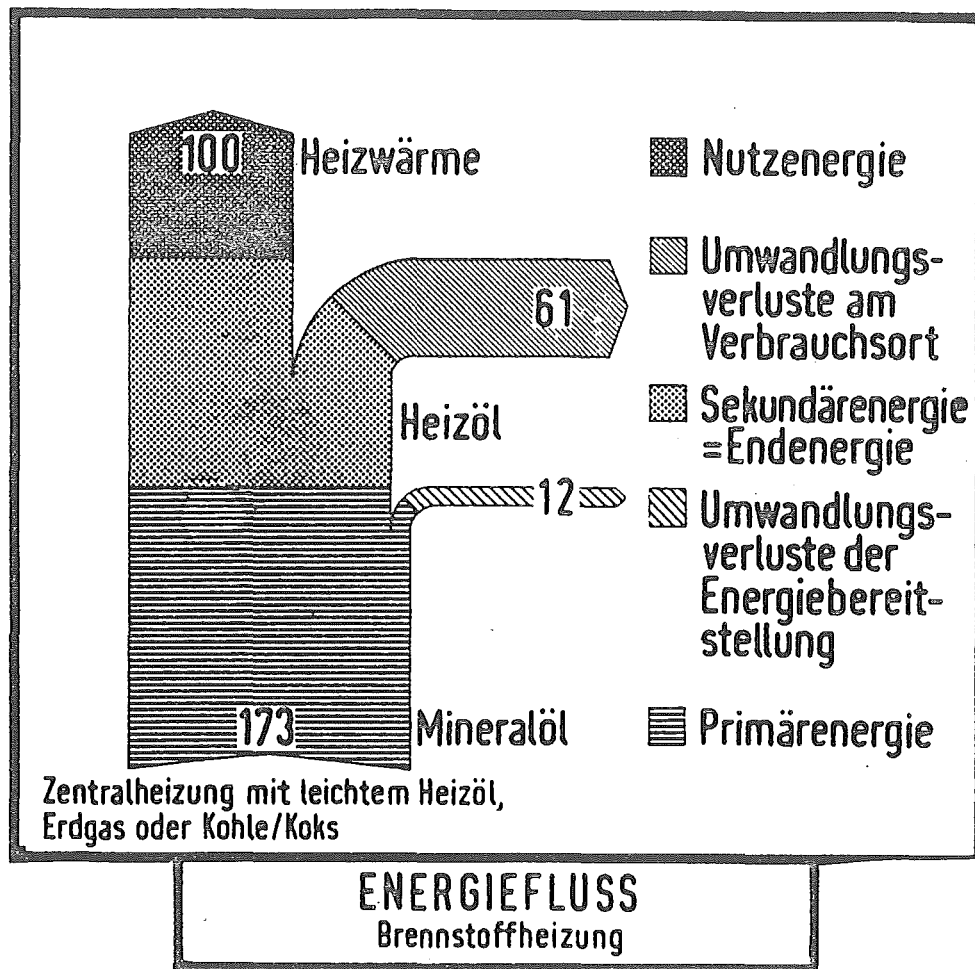 100 Heizwärme
61
Heizöl
12
173 Mineralöl
Nutzenergie
Umwandlungs-
verluste am
Verbrauchsort
Sekundärenergie
=Endenergie
Umwandlungs-
verluste der
Energiebereit-
stellung
Primärenergie
Zentralheizung mit leichtem Heizöl,
Erdgas oder Kohle/Koks
ENERGIEFLUSS
Brennstoffheizung